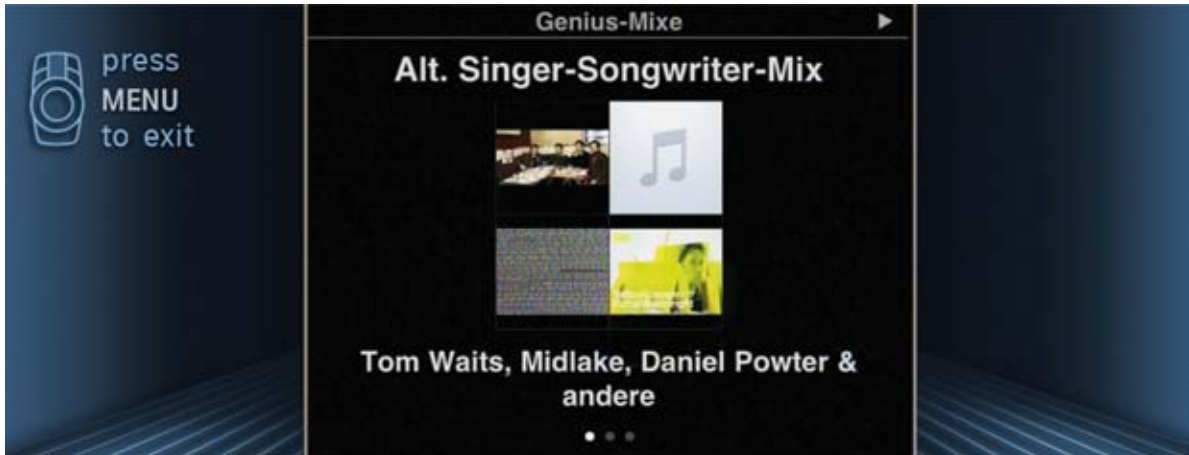 press
MENU
to exit
Genius-Mixe
Alt. Singer-Songwriter-Mix
Tom Waits, Midlake, Daniel Powter &
andere